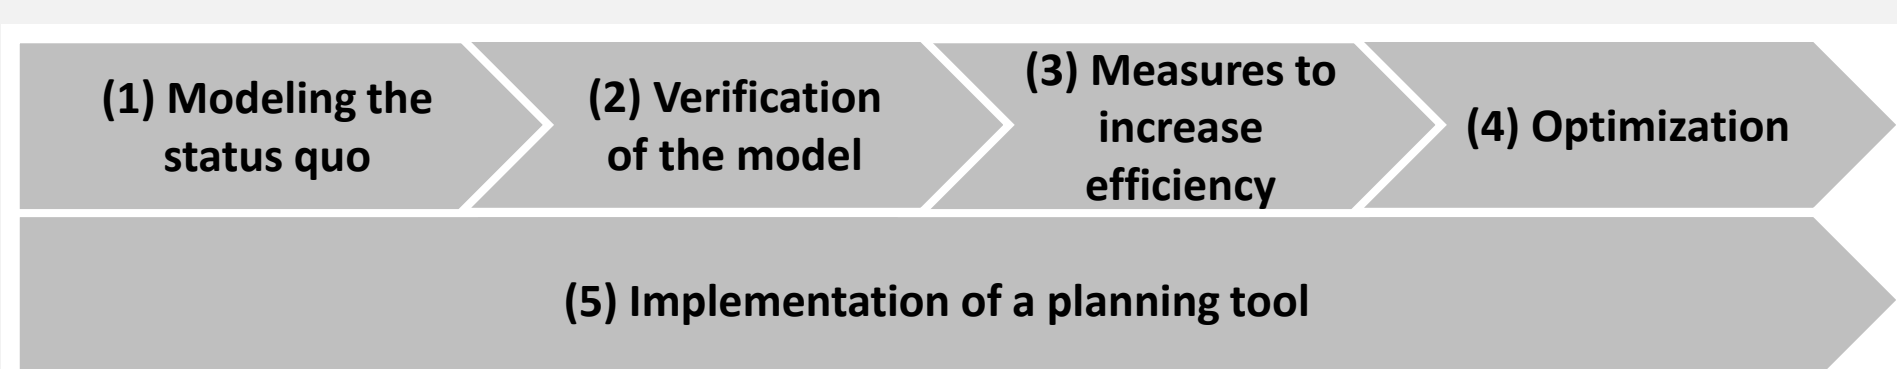 (1) Modeling the
status quo
(2) Verification
of the model
(3) Measures to
increase
efficiency
(4) Optimization
(5) Implementation of a planning tool